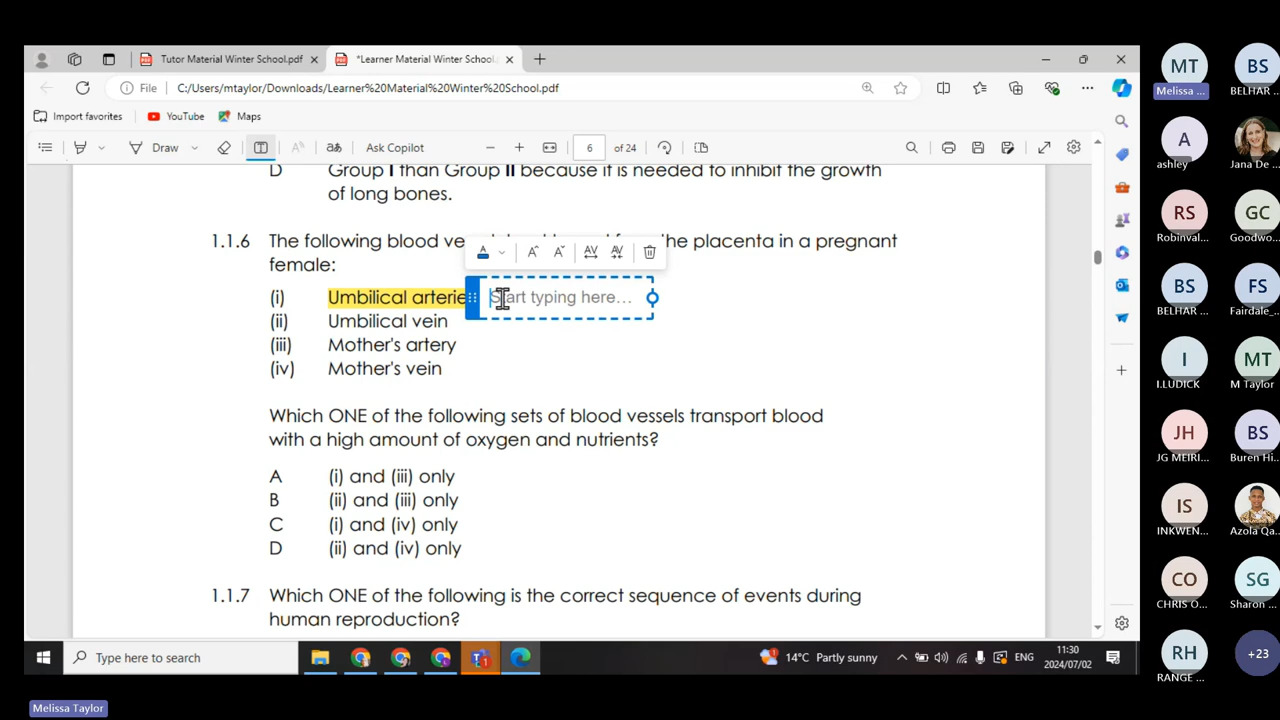 Tutor Material Winter School.pdf
*Learner Material Winter School.
File
C:/Users/mtaylor/Downloads/Learner%20Material%20Winter%20School.pdf
Import favorites
YouTube
Maps
Draw
Ask Copilot
6
of 24
D Group I than Group II because it is needed to inhibit the growth
of long bones.
1.1.6 The following blood the placenta in a pregnant
female:
(i) Umbilical arterie
Start typing here...
(ii) Umbilical vein
(iii) Mother's artery
(iv) Mother's vein
Which ONE of the following sets of blood vessels transport blood
with a high amount of oxygen and nutrients?
A (i) and (iii) only
B (ii) and (iii) only
C (i) and (iv) only
D (ii) and (iv) only
1.1.7 Which ONE of the following is the correct sequence of events during
human reproduction?
Type here to search
14°C Partly sunny
ENG
11:30
2024/07/02
MT
Melissa ...
BS
BELHAR
A
ashley
Jana De ...
RS
Robinval...
GC
Goodwo...
BS
BELHAR
FS
Fairdale_
I
I.LUDICK
MT
M Taylor
JH
JG MEIRI...
BS
Buren Hi...
IS
INKWEN...
Azola Qa...
CO
CHRIS O...
SG
Sharon ...
RH
RANGE ...
+23
Melissa Taylor